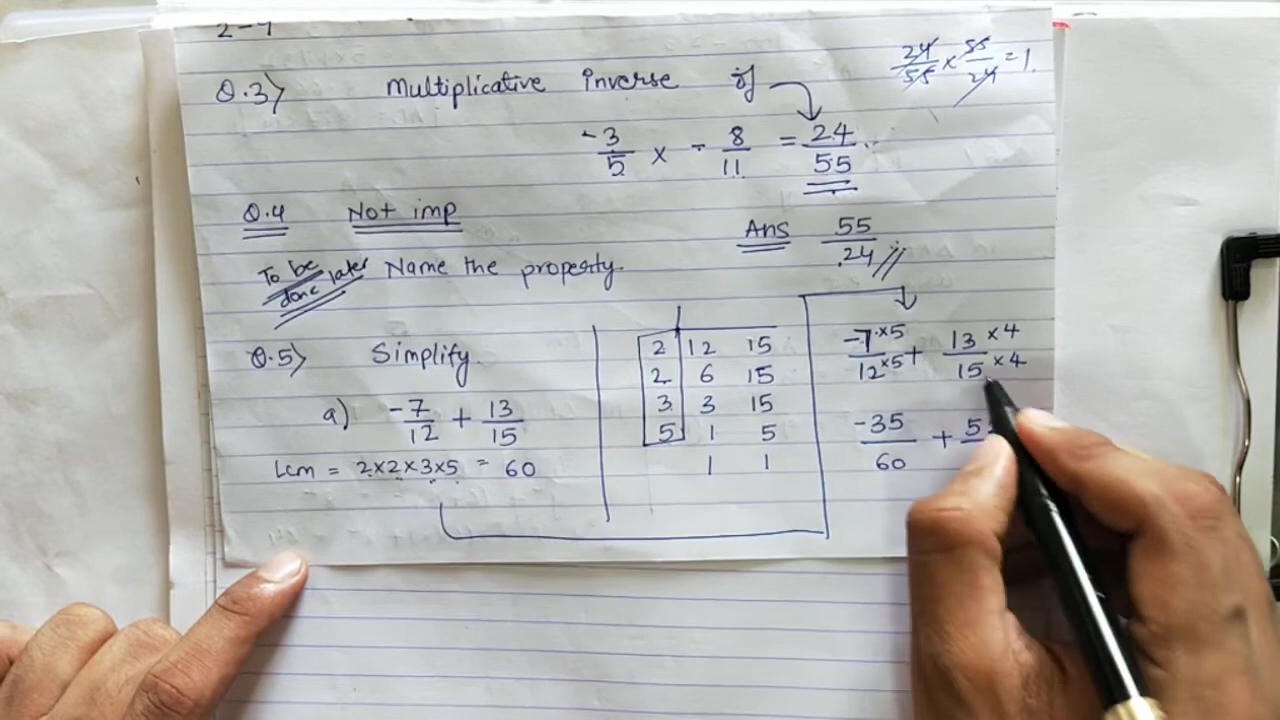 24/55 × 55/24 = 1.
Q.3) Multiplicative inverse of
-3/5 × -8/11 = 24/55
Q.4 Not imp
Ans 55/24 //
To be done later Name the property.
Q.5) Simplify.
a) -7/12 + 13/15
Lcm = 2×2×3×5 = 60
2 | 12 15
2 | 6 15
3 | 3 15
5 | 1 5
1 1
-7×5/12×5 + 13×4/15×4
-35/60 +